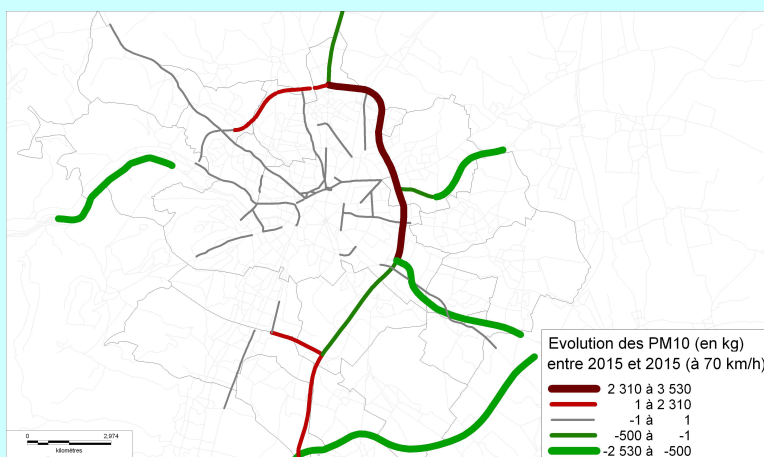 Evolution des PM10 (en kg)
entre 2015 et 2015 (à 70 km/h)
2 310 à 3 530
1 à 2 310
-1 à 1
-500 à -1
-2 530 à -500
0 2,974
kilomètres